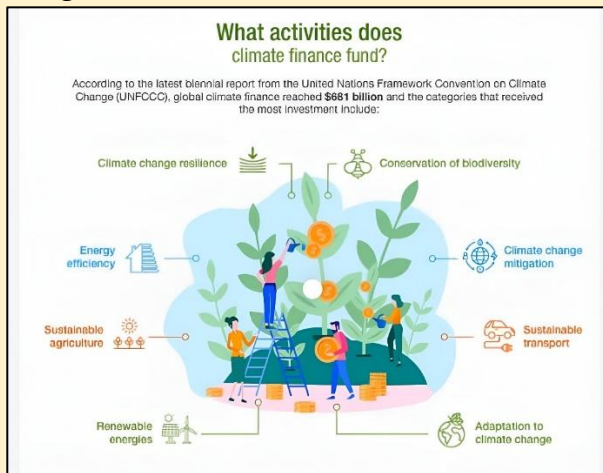 What activities does
climate finance fund?
According to the latest biennial report from the United Nations Framework Convention on Climate
Change (UNFCCC), global climate finance reached $681 billion and the categories that received
the most investment include:
Climate change resilience
Conservation of biodiversity
Energy
efficiency
Climate change
mitigation
Sustainable
agriculture
Sustainable
transport
Renewable
energies
Adaptation to
climate change